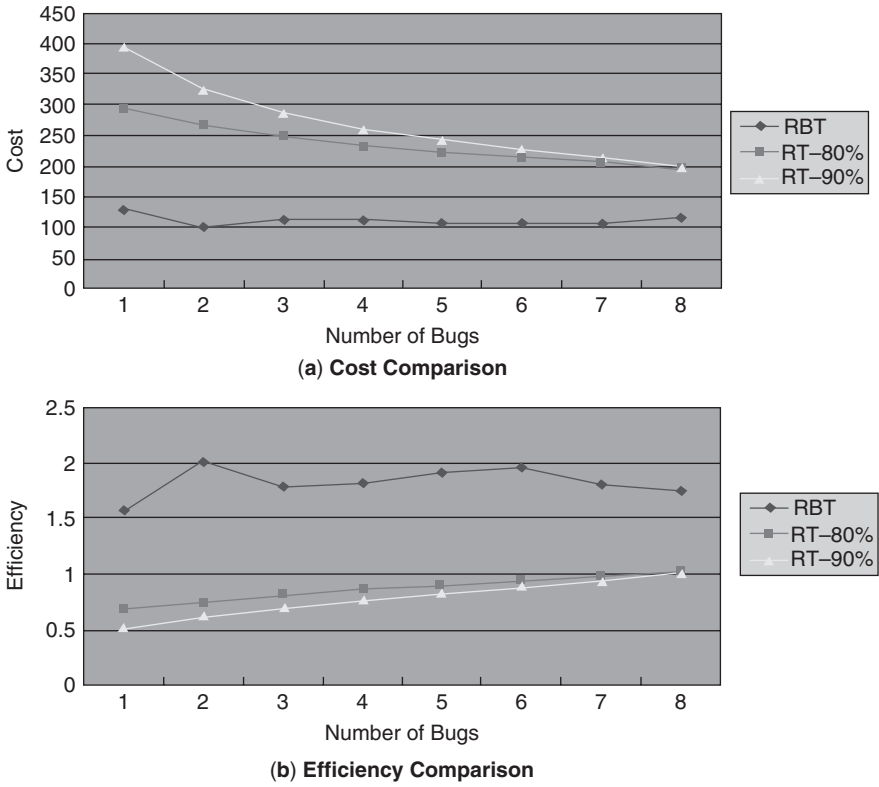 450
400
350
300
250
200
150
100
50
0
Cost
1 2 3 4 5 6 7 8
Number of Bugs
RBT
RT–80%
RT–90%
(a) Cost Comparison
2.5
2
1.5
1
0.5
0
Efficiency
1 2 3 4 5 6 7 8
Number of Bugs
RBT
RT–80%
RT–90%
(b) Efficiency Comparison